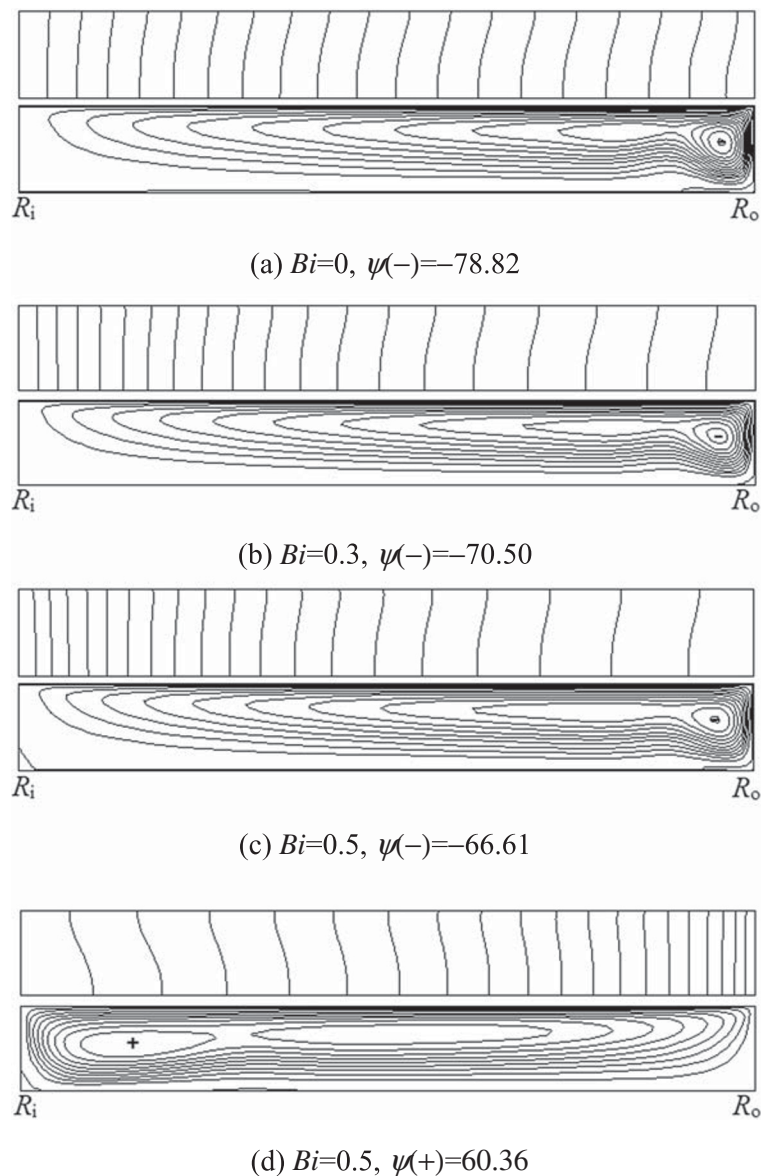 Ri Ro
(a) Bi=0, ψ(−)=−78.82
−
Ri Ro
(b) Bi=0.3, ψ(−)=−70.50
Ri Ro
(c) Bi=0.5, ψ(−)=−66.61
+
Ri Ro
(d) Bi=0.5, ψ(+)=60.36